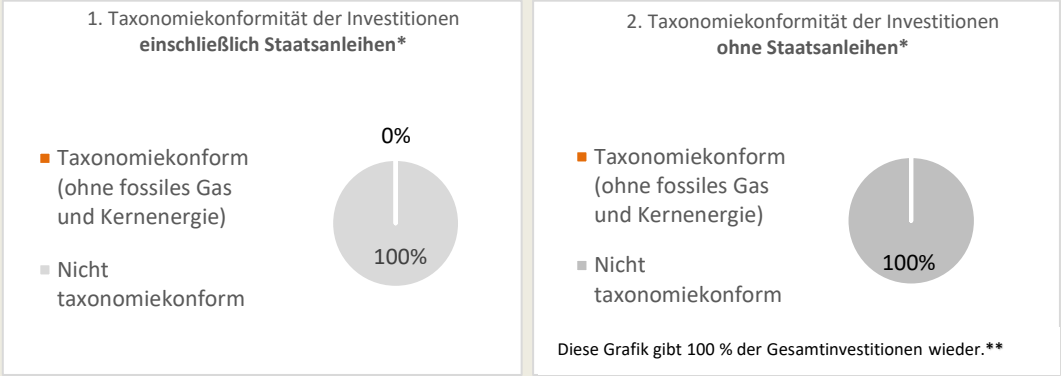 1. Taxonomiekonformität der Investitionen
einschließlich Staatsanleihen*
Taxonomiekonform
(ohne fossiles Gas
und Kernenergie)
Nicht
taxonomiekonform
0%
100%
2. Taxonomiekonformität der Investitionen
ohne Staatsanleihen*
Taxonomiekonform
(ohne fossiles Gas
und Kernenergie)
Nicht
taxonomiekonform
100%
Diese Grafik gibt 100 % der Gesamtinvestitionen wieder.**